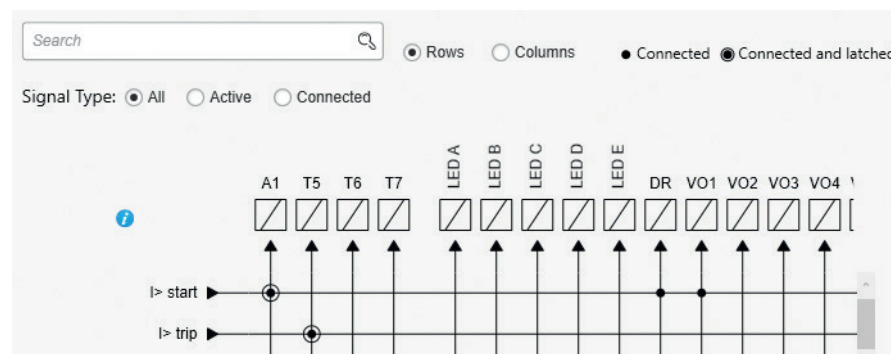 Search
Rows Columns Connected Connected and latched
Signal Type: All Active Connected
A1 T5 T6 T7 LED A LED B LED C LED D LED E DR VO1 VO2 VO3 VO4
I> start
I> trip